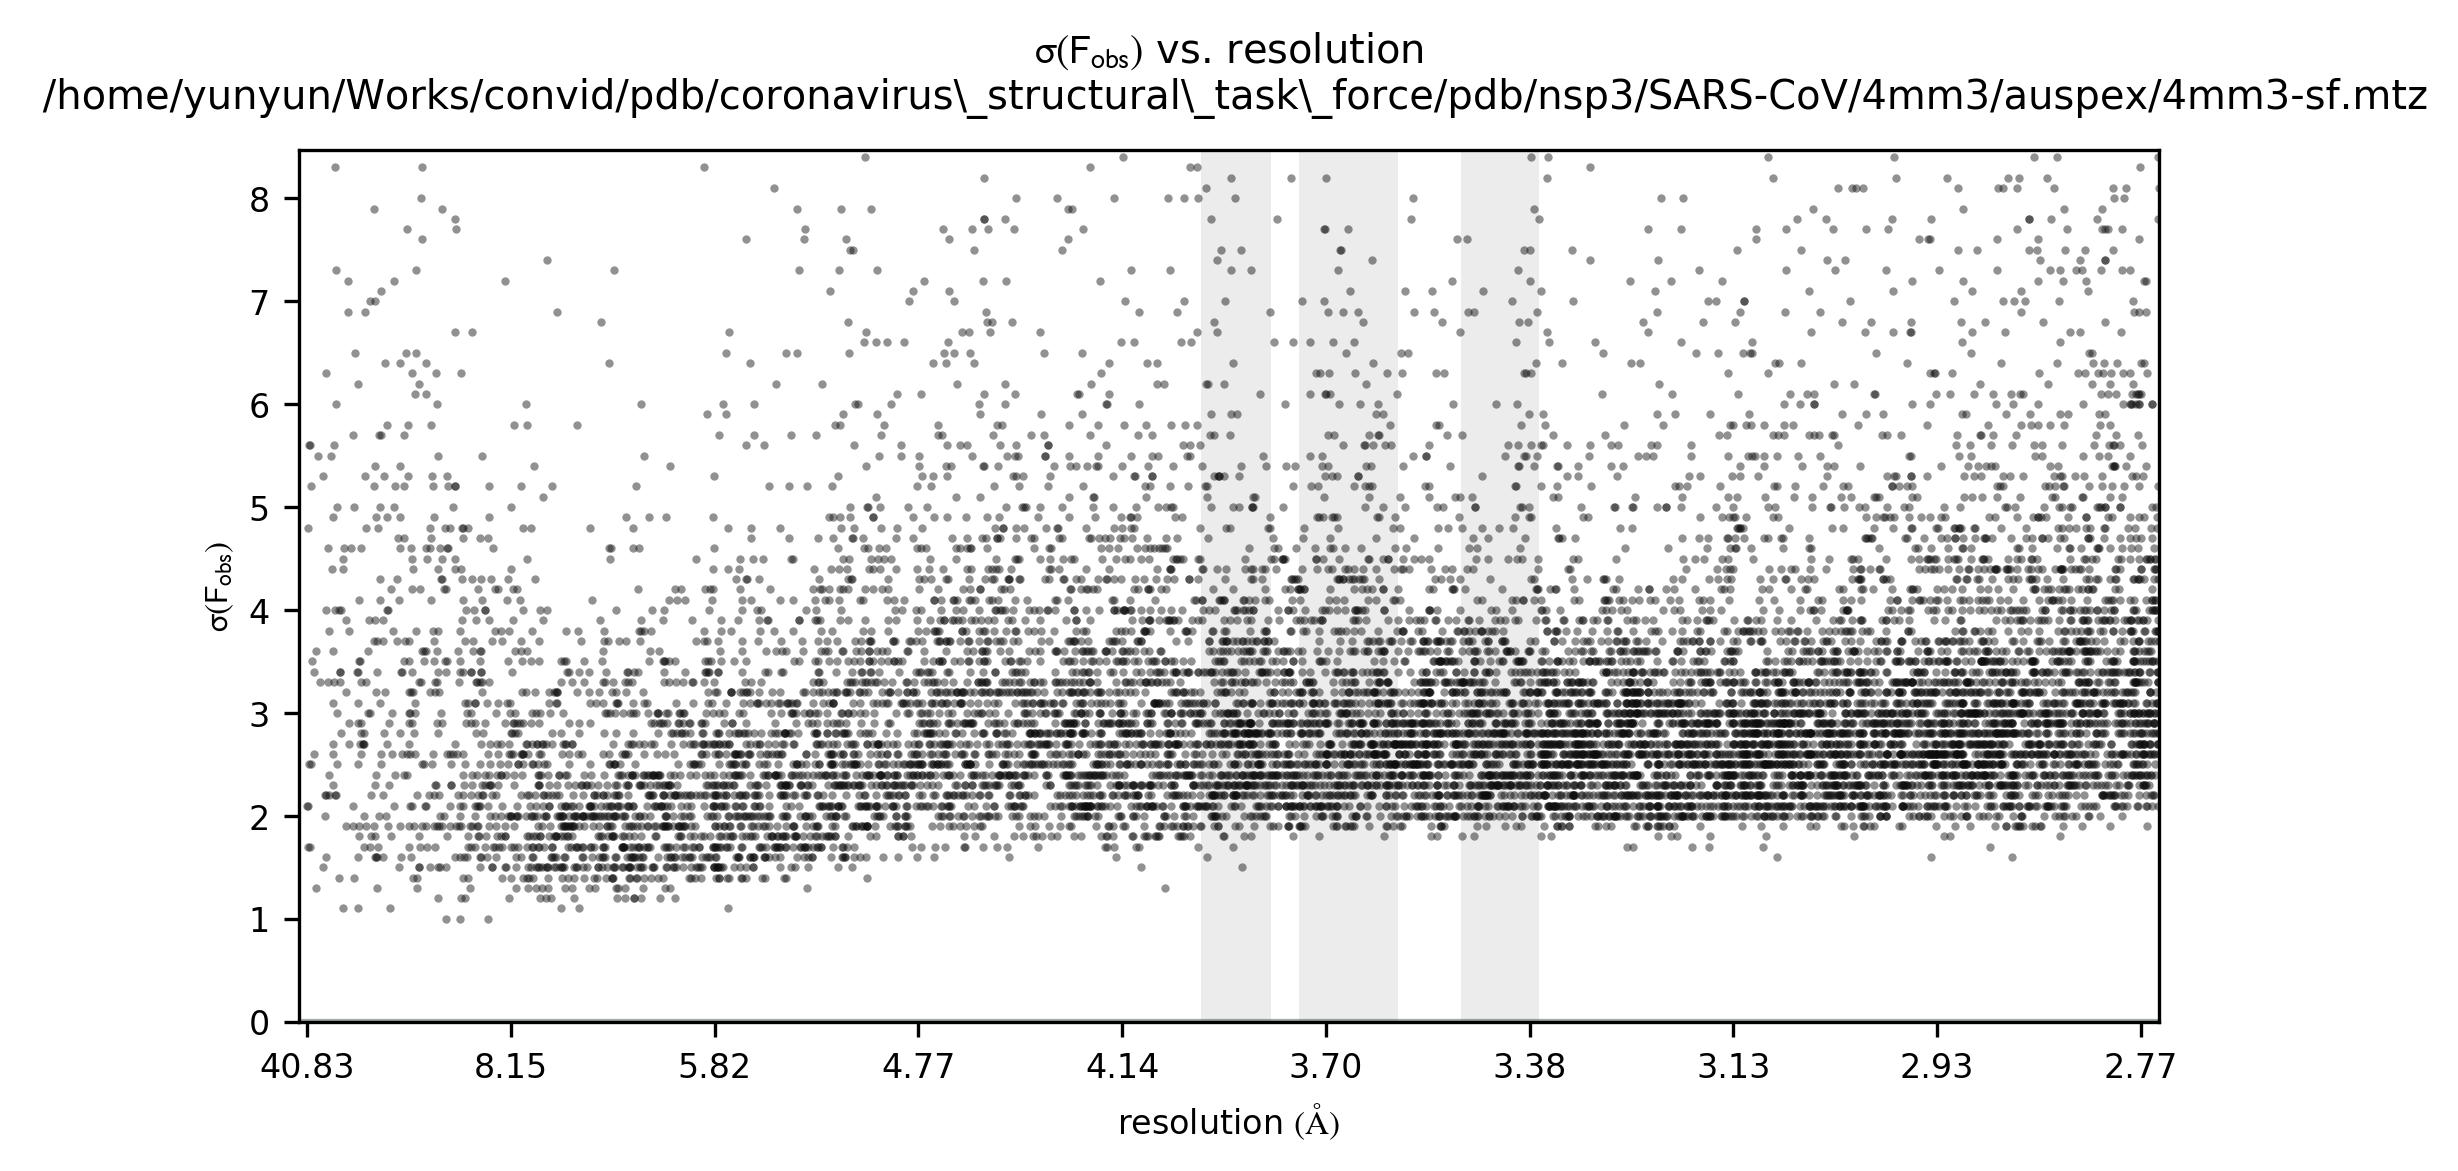 σ(Fobs) vs. resolution
/home/yunyun/Works/convid/pdb/coronavirus\_structural\_task\_force/pdb/nsp3/SARS-CoV/4mm3/auspex/4mm3-sf.mtz
σ(Fobs)
8
7
6
5
4
3
2
1
0
40.83 8.15 5.82 4.77 4.14 3.70 3.38 3.13 2.93 2.77
resolution (Å)